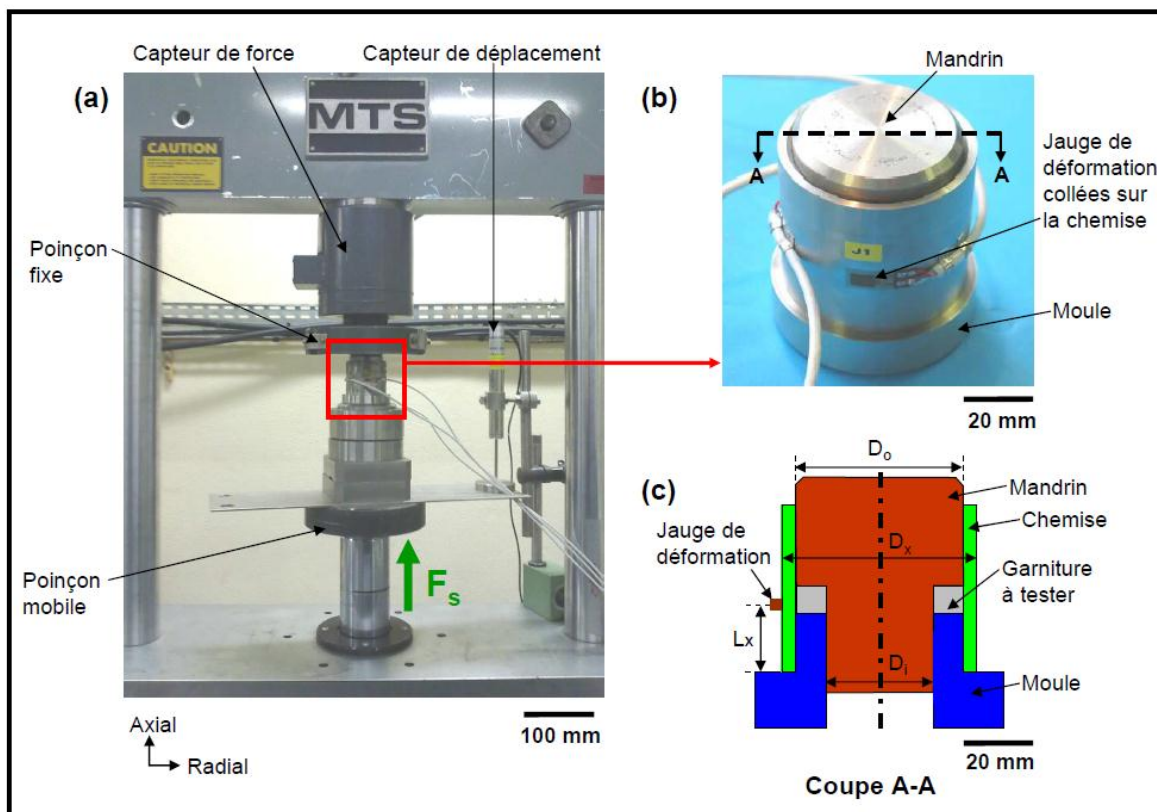 Capteur de force
Capteur de déplacement
(a)
MTS
CAUTION
Poinçon
fixe
Poinçon
mobile
Fs
100 mm
Axial
Radial
(b)
Mandrin
A
A
Jauge de
déformation
collées sur
la chemise
J1
Moule
20 mm
(c)
Do
Mandrin
Chemise
Dx
Jauge de
déformation
Garniture
à tester
Lx
Di
Moule
20 mm
Coupe A-A